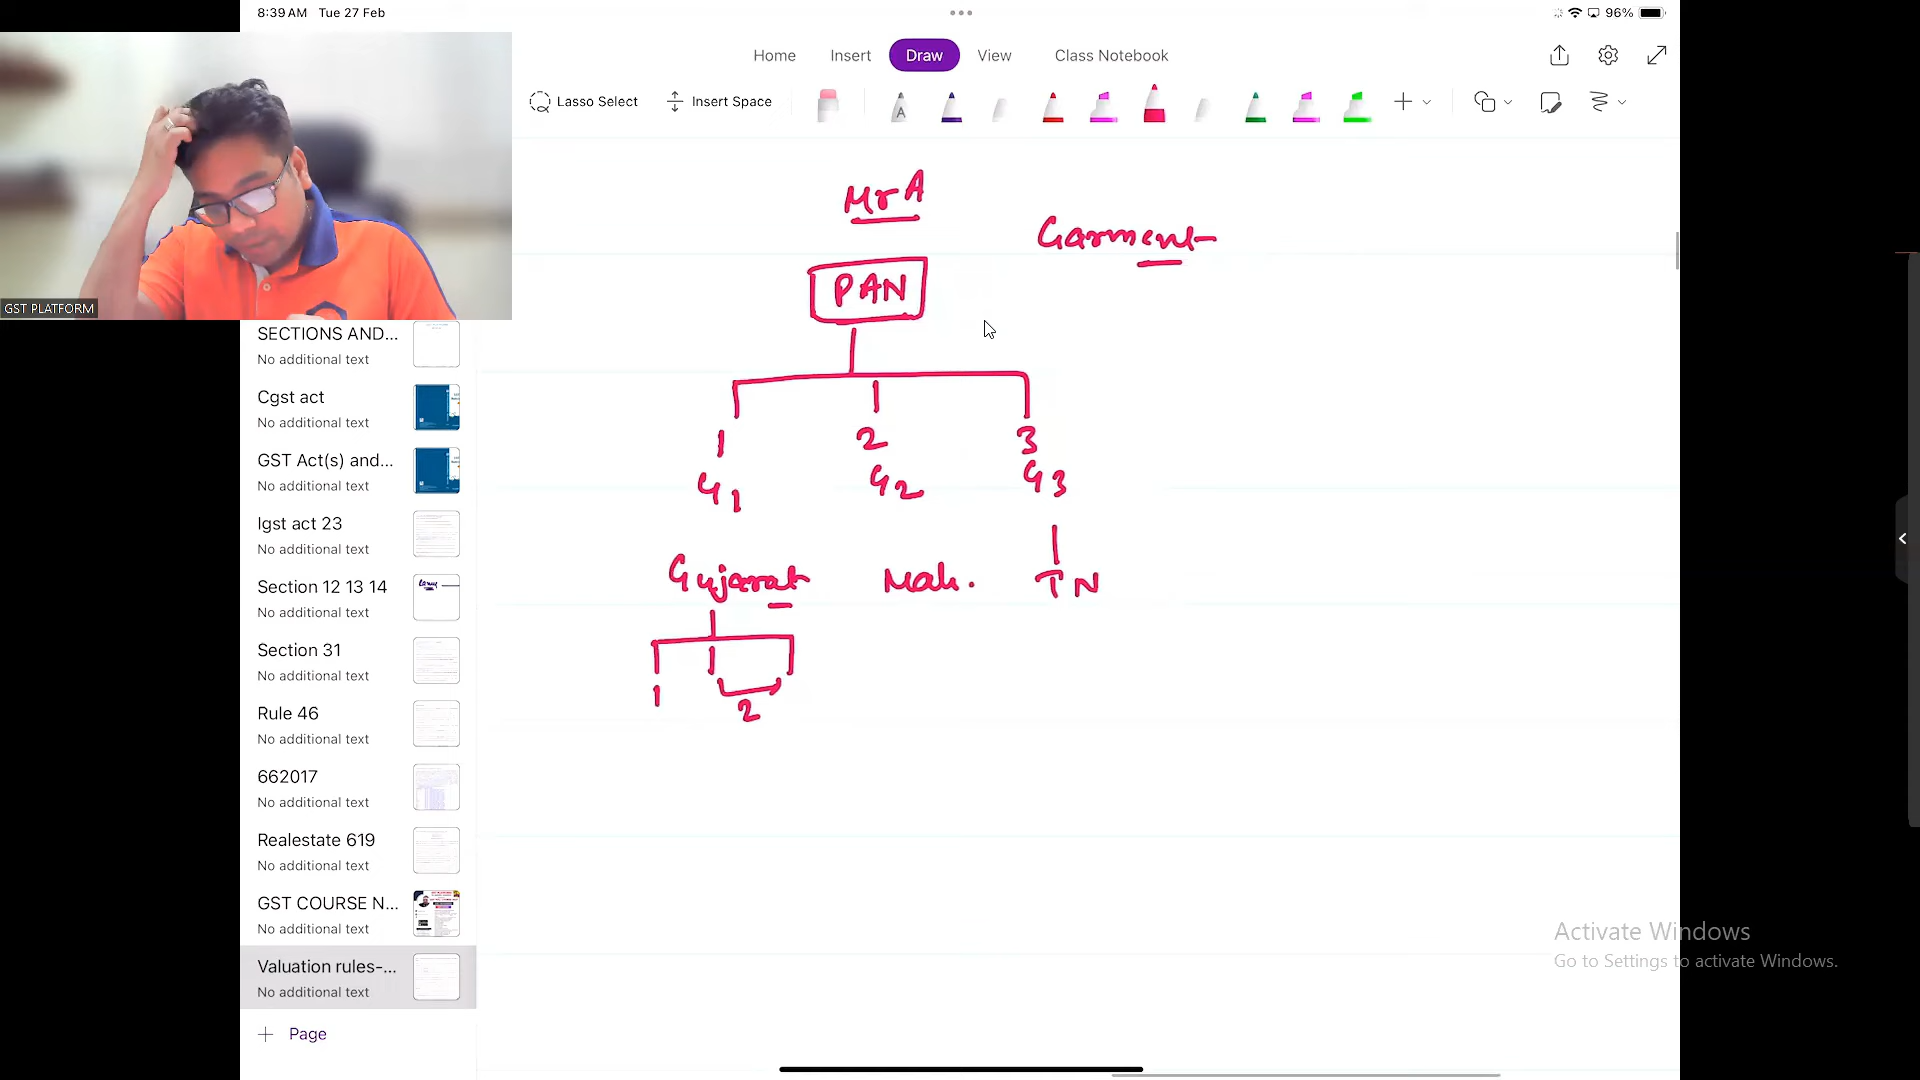 8:39 AM Tue 27 Feb
96%
Home Insert Draw View Class Notebook
Lasso Select Insert Space
A
GST PLATFORM
SECTIONS AND...
No additional text
Cgst act
No additional text
GST Act(s) and...
No additional text
Igst act 23
No additional text
Section 12 13 14
No additional text
Section 31
No additional text
Rule 46
No additional text
662017
No additional text
Realestate 619
No additional text
GST COURSE N...
No additional text
Valuation rules-...
No additional text
Page
Mr A
Garment
PAN
1 2 3
G1 G2 G3
Gujarat Mah. TN
1 2
Activate Windows
Go to Settings to activate Windows.